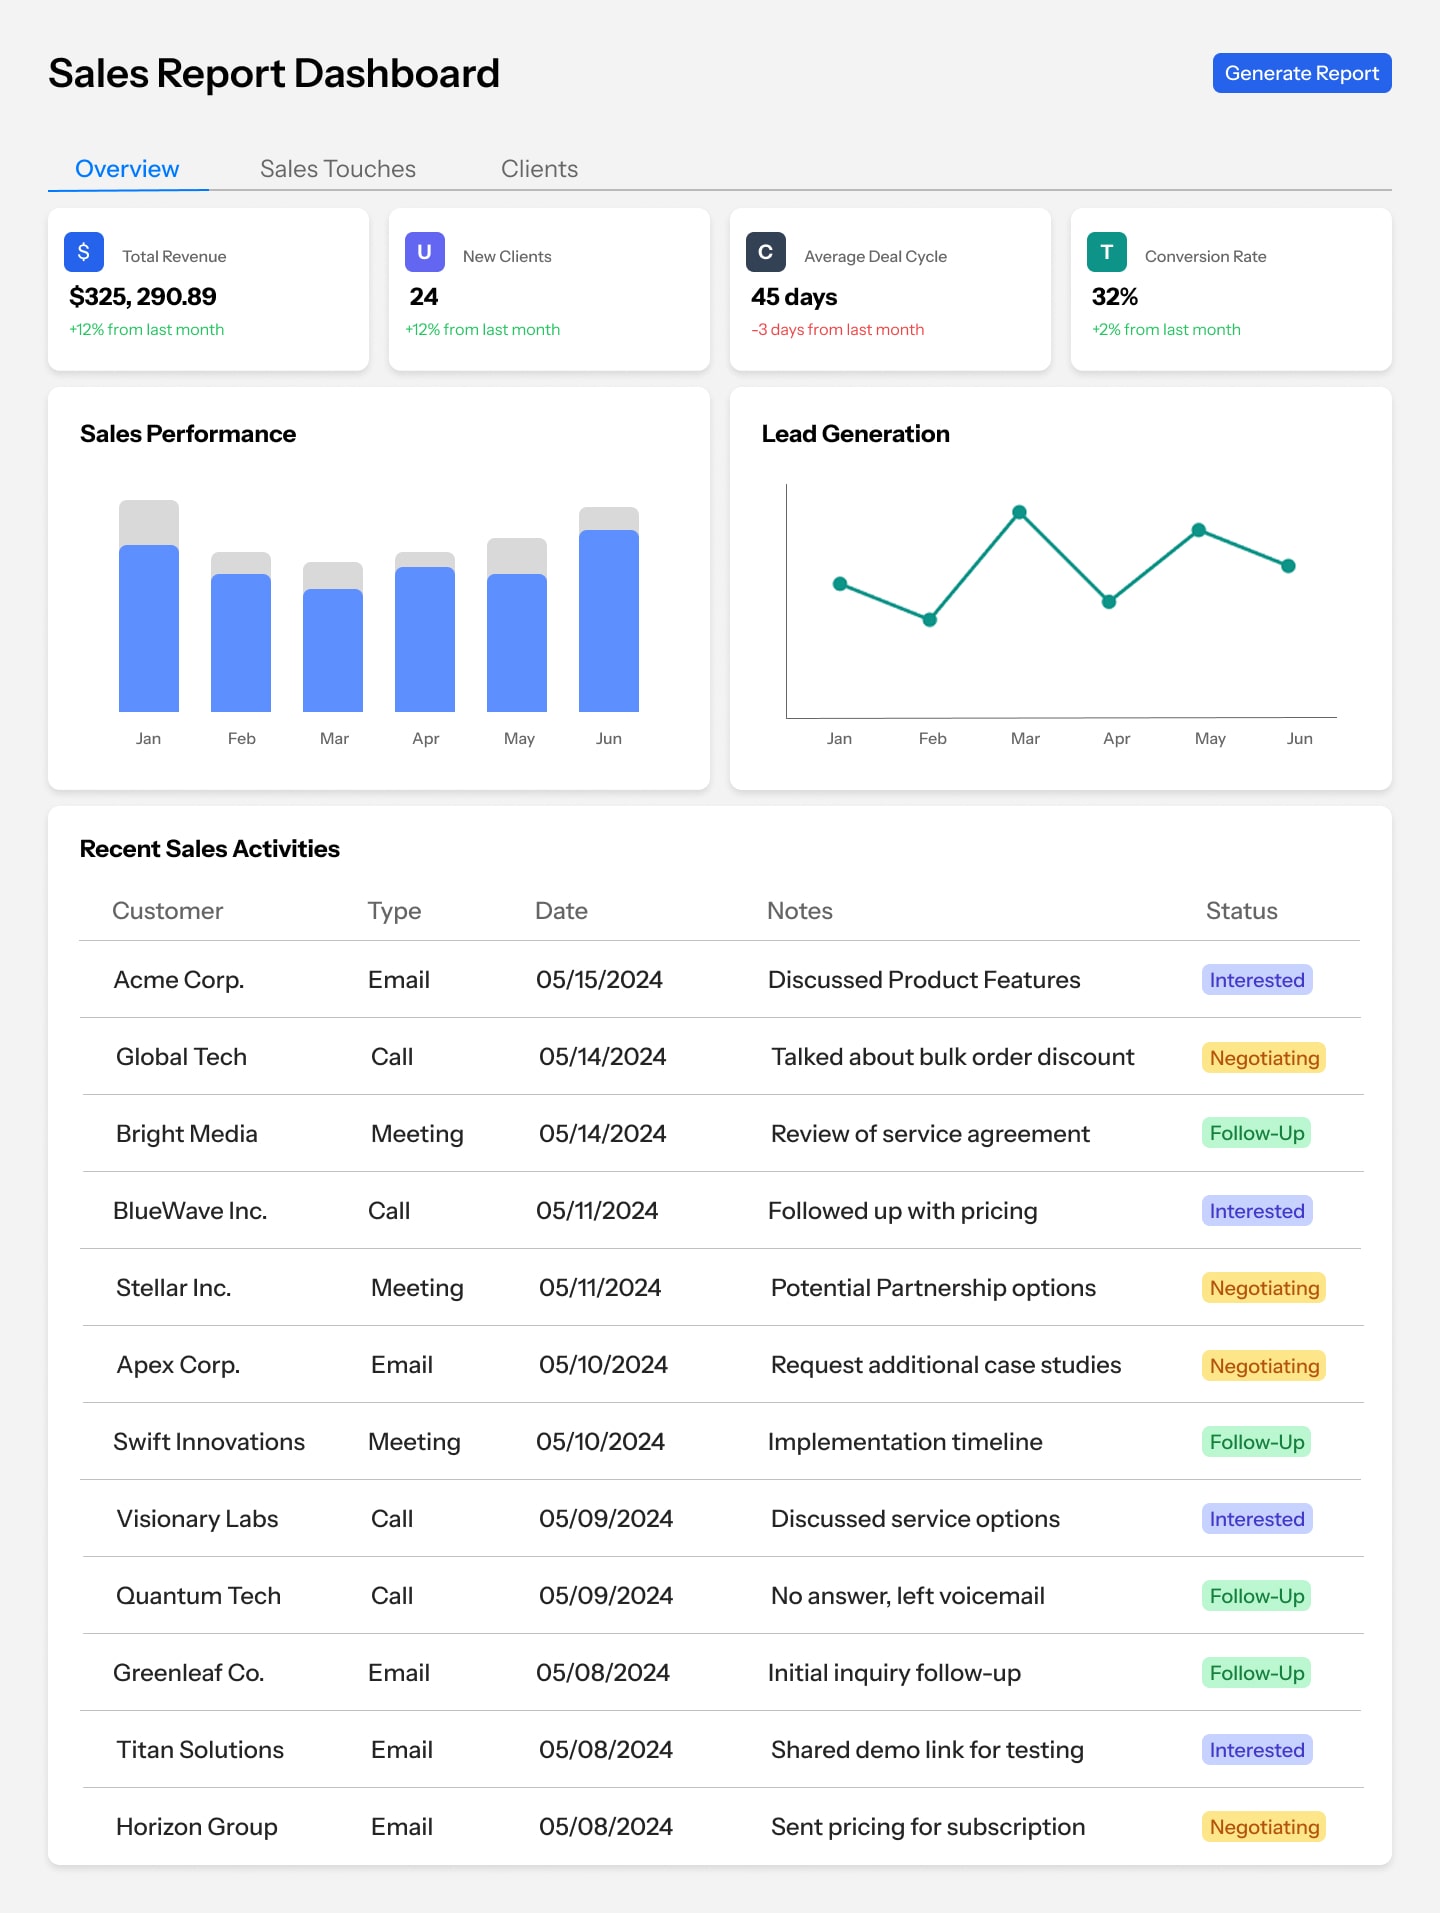 Sales Report Dashboard
Generate Report
Overview Sales Touches Clients
$ Total Revenue
$325, 290.89
+12% from last month
U New Clients
24
+12% from last month
C Average Deal Cycle
45 days
-3 days from last month
T Conversion Rate
32%
+2% from last month
Sales Performance
Jan Feb Mar Apr May Jun
Lead Generation
Jan Feb Mar Apr May Jun
Recent Sales Activities
Customer Type Date Notes Status
Acme Corp. Email 05/15/2024 Discussed Product Features Interested
Global Tech Call 05/14/2024 Talked about bulk order discount Negotiating
Bright Media Meeting 05/14/2024 Review of service agreement Follow-Up
BlueWave Inc. Call 05/11/2024 Followed up with pricing Interested
Stellar Inc. Meeting 05/11/2024 Potential Partnership options Negotiating
Apex Corp. Email 05/10/2024 Request additional case studies Negotiating
Swift Innovations Meeting 05/10/2024 Implementation timeline Follow-Up
Visionary Labs Call 05/09/2024 Discussed service options Interested
Quantum Tech Call 05/09/2024 No answer, left voicemail Follow-Up
Greenleaf Co. Email 05/08/2024 Initial inquiry follow-up Follow-Up
Titan Solutions Email 05/08/2024 Shared demo link for testing Interested
Horizon Group Email 05/08/2024 Sent pricing for subscription Negotiating